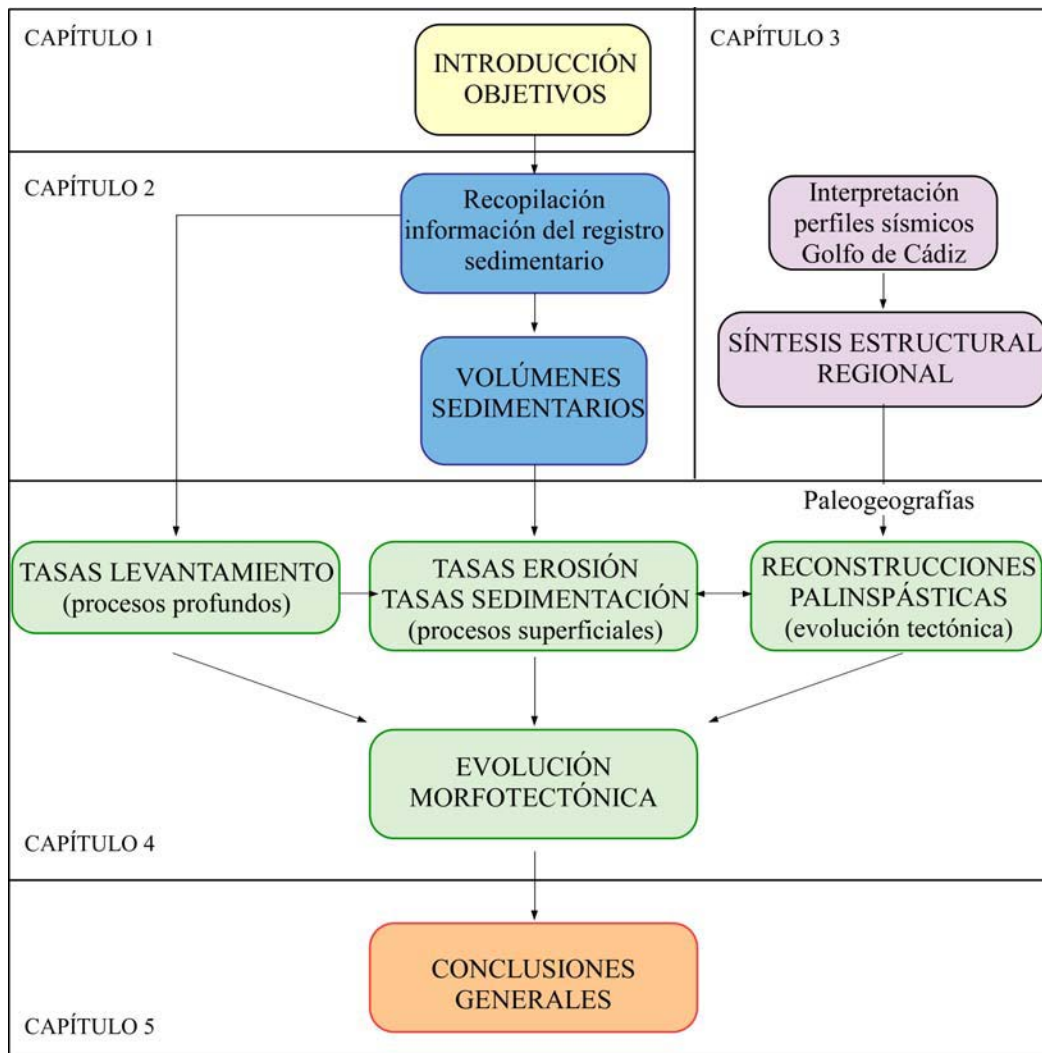 CAPÍTULO 1
INTRODUCCIÓN
OBJETIVOS
CAPÍTULO 2
Recopilación
información del registro
sedimentario
VOLÚMENES
SEDIMENTARIOS
CAPÍTULO 3
Interpretación
perfiles sísmicos
Golfo de Cádiz
SÍNTESIS ESTRUCTURAL
REGIONAL
Paleogeografías
TASAS LEVANTAMIENTO
(procesos profundos)
TASAS EROSIÓN
TASAS SEDIMENTACIÓN
(procesos superficiales)
RECONSTRUCCIONES
PALINSPÁSTICAS
(evolución tectónica)
EVOLUCIÓN
MORFOTECTÓNICA
CAPÍTULO 4
CONCLUSIONES
GENERALES
CAPÍTULO 5